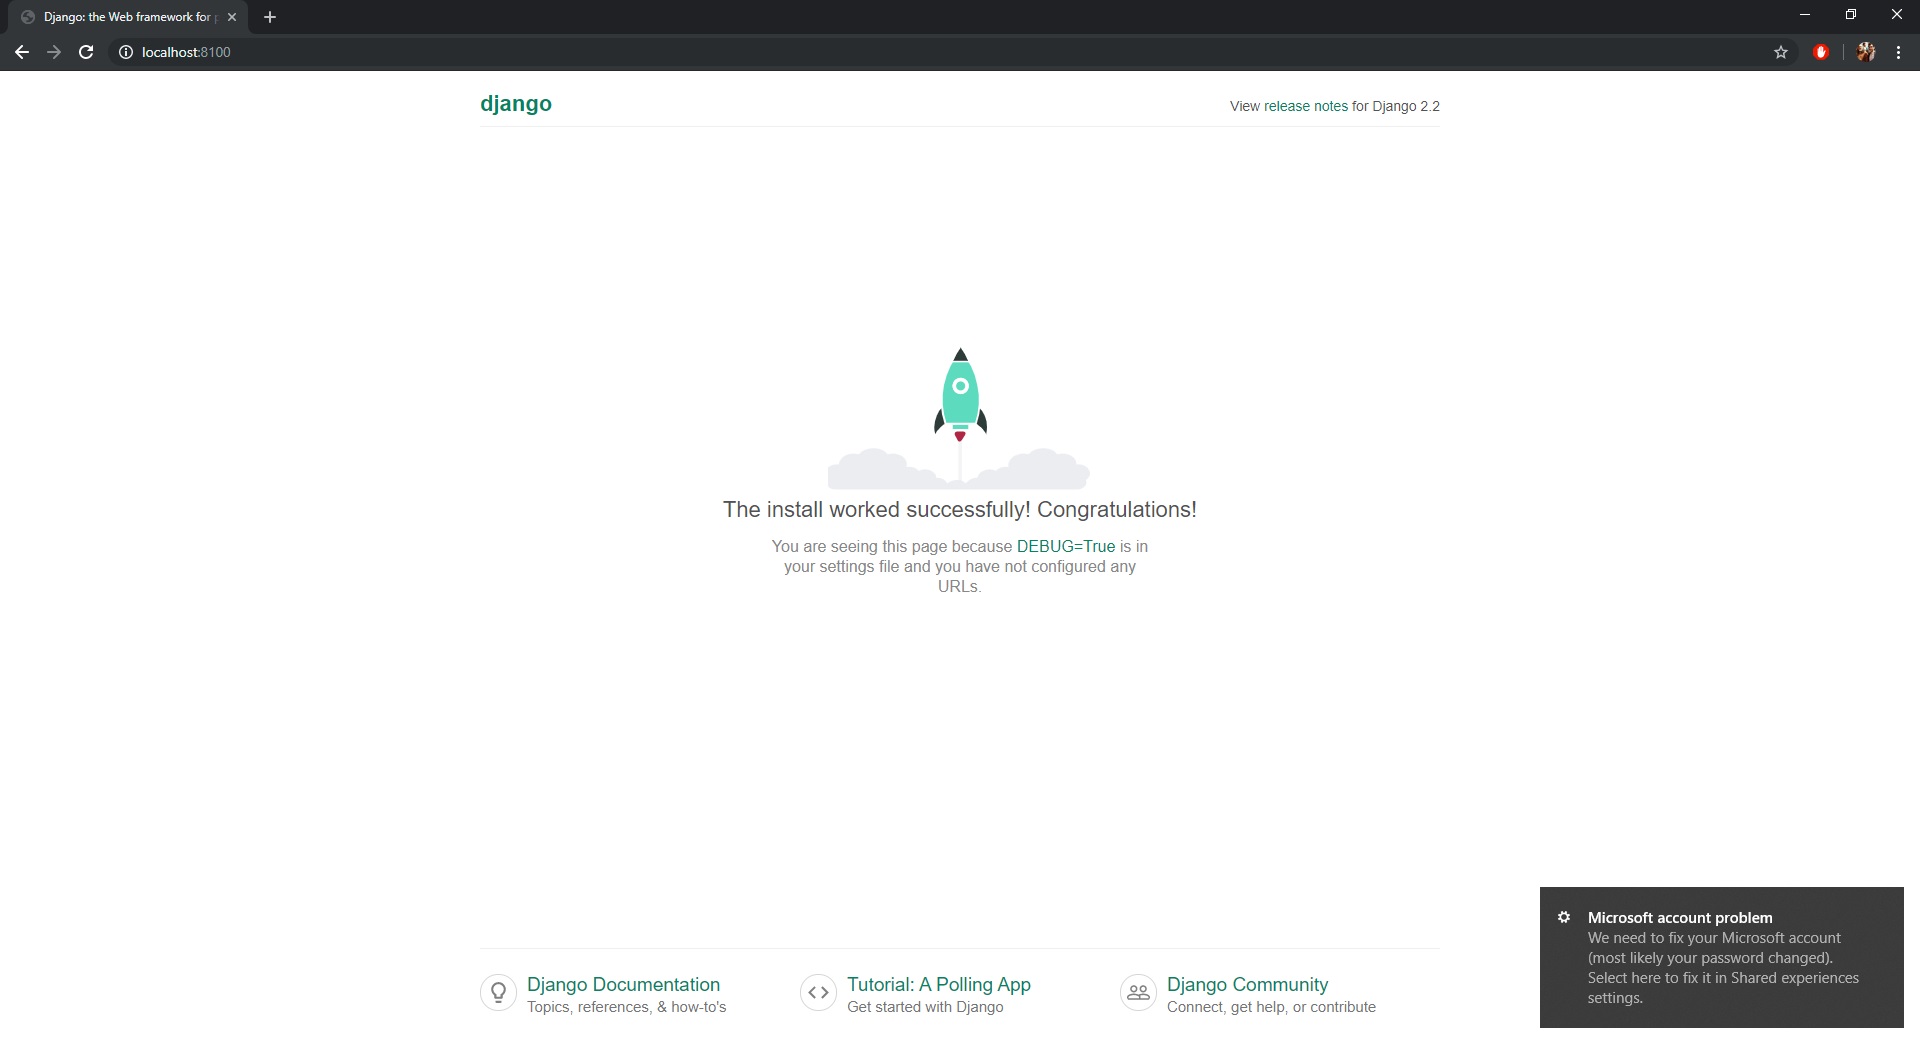 Django: the Web framework for
localhost:8100
django
View release notes for Django 2.2
The install worked successfully! Congratulations!
You are seeing this page because DEBUG=True is in
your settings file and you have not configured any
URLs.
Django Documentation
Topics, references, & how-to's
Tutorial: A Polling App
Get started with Django
Django Community
Connect, get help, or contribute
Microsoft account problem
We need to fix your Microsoft account
(most likely your password changed).
Select here to fix it in Shared experiences
settings.